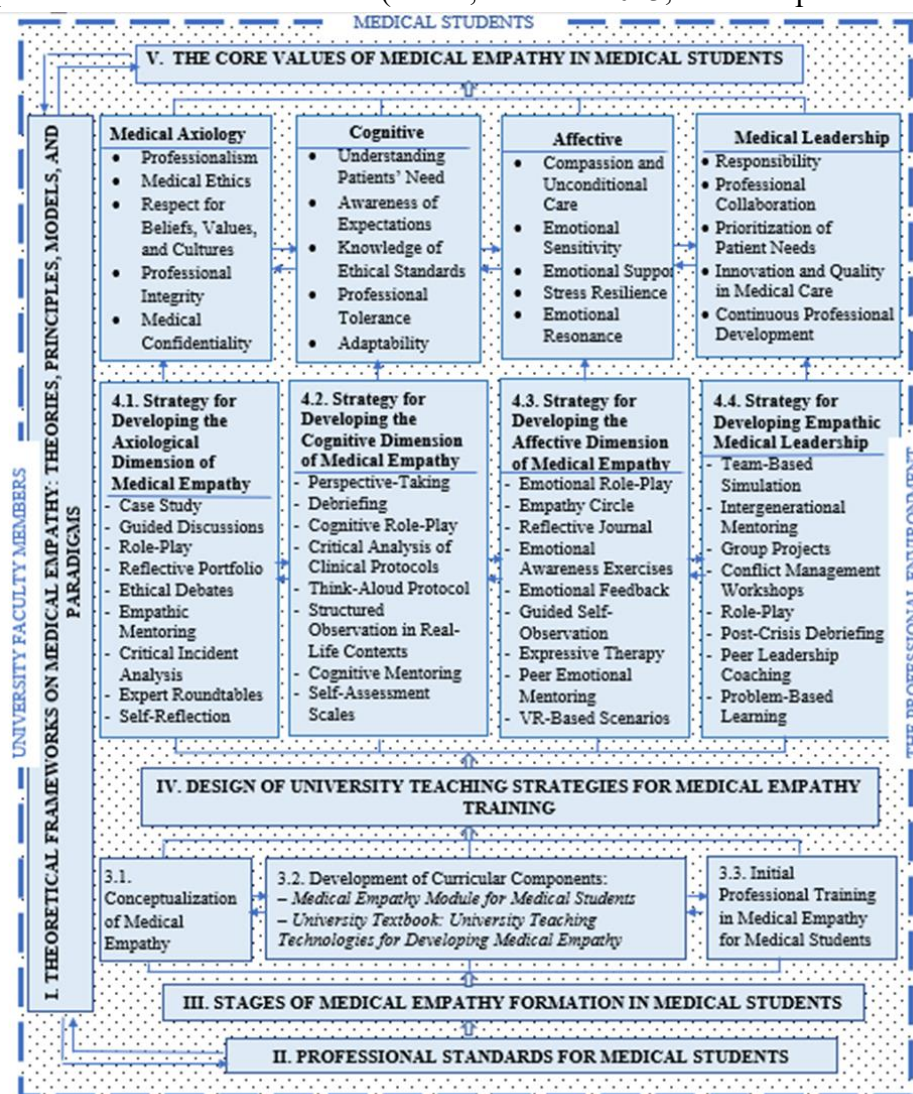 MEDICAL STUDENTS
V. THE CORE VALUES OF MEDICAL EMPATHY IN MEDICAL STUDENTS
I. THEORETICAL FRAMEWORKS ON MEDICAL EMPATHY: THEORIES, PRINCIPLES, MODELS, AND
PARADIGMS
UNIVERSITY FACULTY MEMBERS
Medical Axiology
• Professionalism
• Medical Ethics
• Respect for
Beliefs, Values,
and Cultures
• Professional
Integrity
• Medical
Confidentiality
Cognitive
• Understanding
Patients' Need
• Awareness of
Expectations
• Knowledge of
Ethical Standards
• Professional
Tolerance
• Adaptability
Affective
• Compassion and
Unconditional
Care
• Emotional
Sensitivity
• Emotional Suppor
• Stress Resilience
• Emotional
Resonance
Medical Leadership
• Responsibility
• Professional
Collaboration
• Prioritization of
Patient Needs
• Innovation and Quality
in Medical Care
• Continuous Professional
Development
4.1. Strategy for
Developing the
Axiological
Dimension of
Medical Empathy
- Case Study
- Guided Discussions
- Role-Play
- Reflective Portfolio
- Ethical Debates
- Empathic
Mentoring
- Critical Incident
Analysis
- Expert Roundtables
- Self-Reflection
4.2. Strategy for
Developing the
Cognitive Dimension
of Medical Empathy
- Perspective-Taking
- Debriefing
- Cognitive Role-Play
- Critical Analysis of
Clinical Protocols
- Think-Aloud Protocol
- Structured
Observation in Real-
Life Contexts
- Cognitive Mentoring
- Self-Assessment
Scales
4.3. Strategy for
Developing the
Affective Dimension
of Medical Empathy
- Emotional Role-Play
- Empathy Circle
- Reflective Journal
- Emotional
Awareness Exercises
- Emotional Feedback
- Guided Self-
Observation
- Expressive Therapy
- Peer Emotional
Mentoring
- VR-Based Scenarios
4.4. Strategy for
Developing Empathic
Medical Leadership
- Team-Based
Simulation
- Intergenerational
Mentoring
- Group Projects
- Conflict Management
Workshops
- Role-Play
- Post-Crisis Debriefing
- Peer Leadership
Coaching
- Problem-Based
Learning
THE PROFESSIONAL ENVIRONMENT
IV. DESIGN OF UNIVERSITY TEACHING STRATEGIES FOR MEDICAL EMPATHY
TRAINING
3.1.
Conceptualization
of Medical
Empathy
3.2. Development of Curricular Components:
– Medical Empathy Module for Medical Students
– University Textbook: University Teaching
Technologies for Developing Medical Empathy
3.3. Initial
Professional Training
in Medical Empathy
for Medical Students
III. STAGES OF MEDICAL EMPATHY FORMATION IN MEDICAL STUDENTS
II. PROFESSIONAL STANDARDS FOR MEDICAL STUDENTS